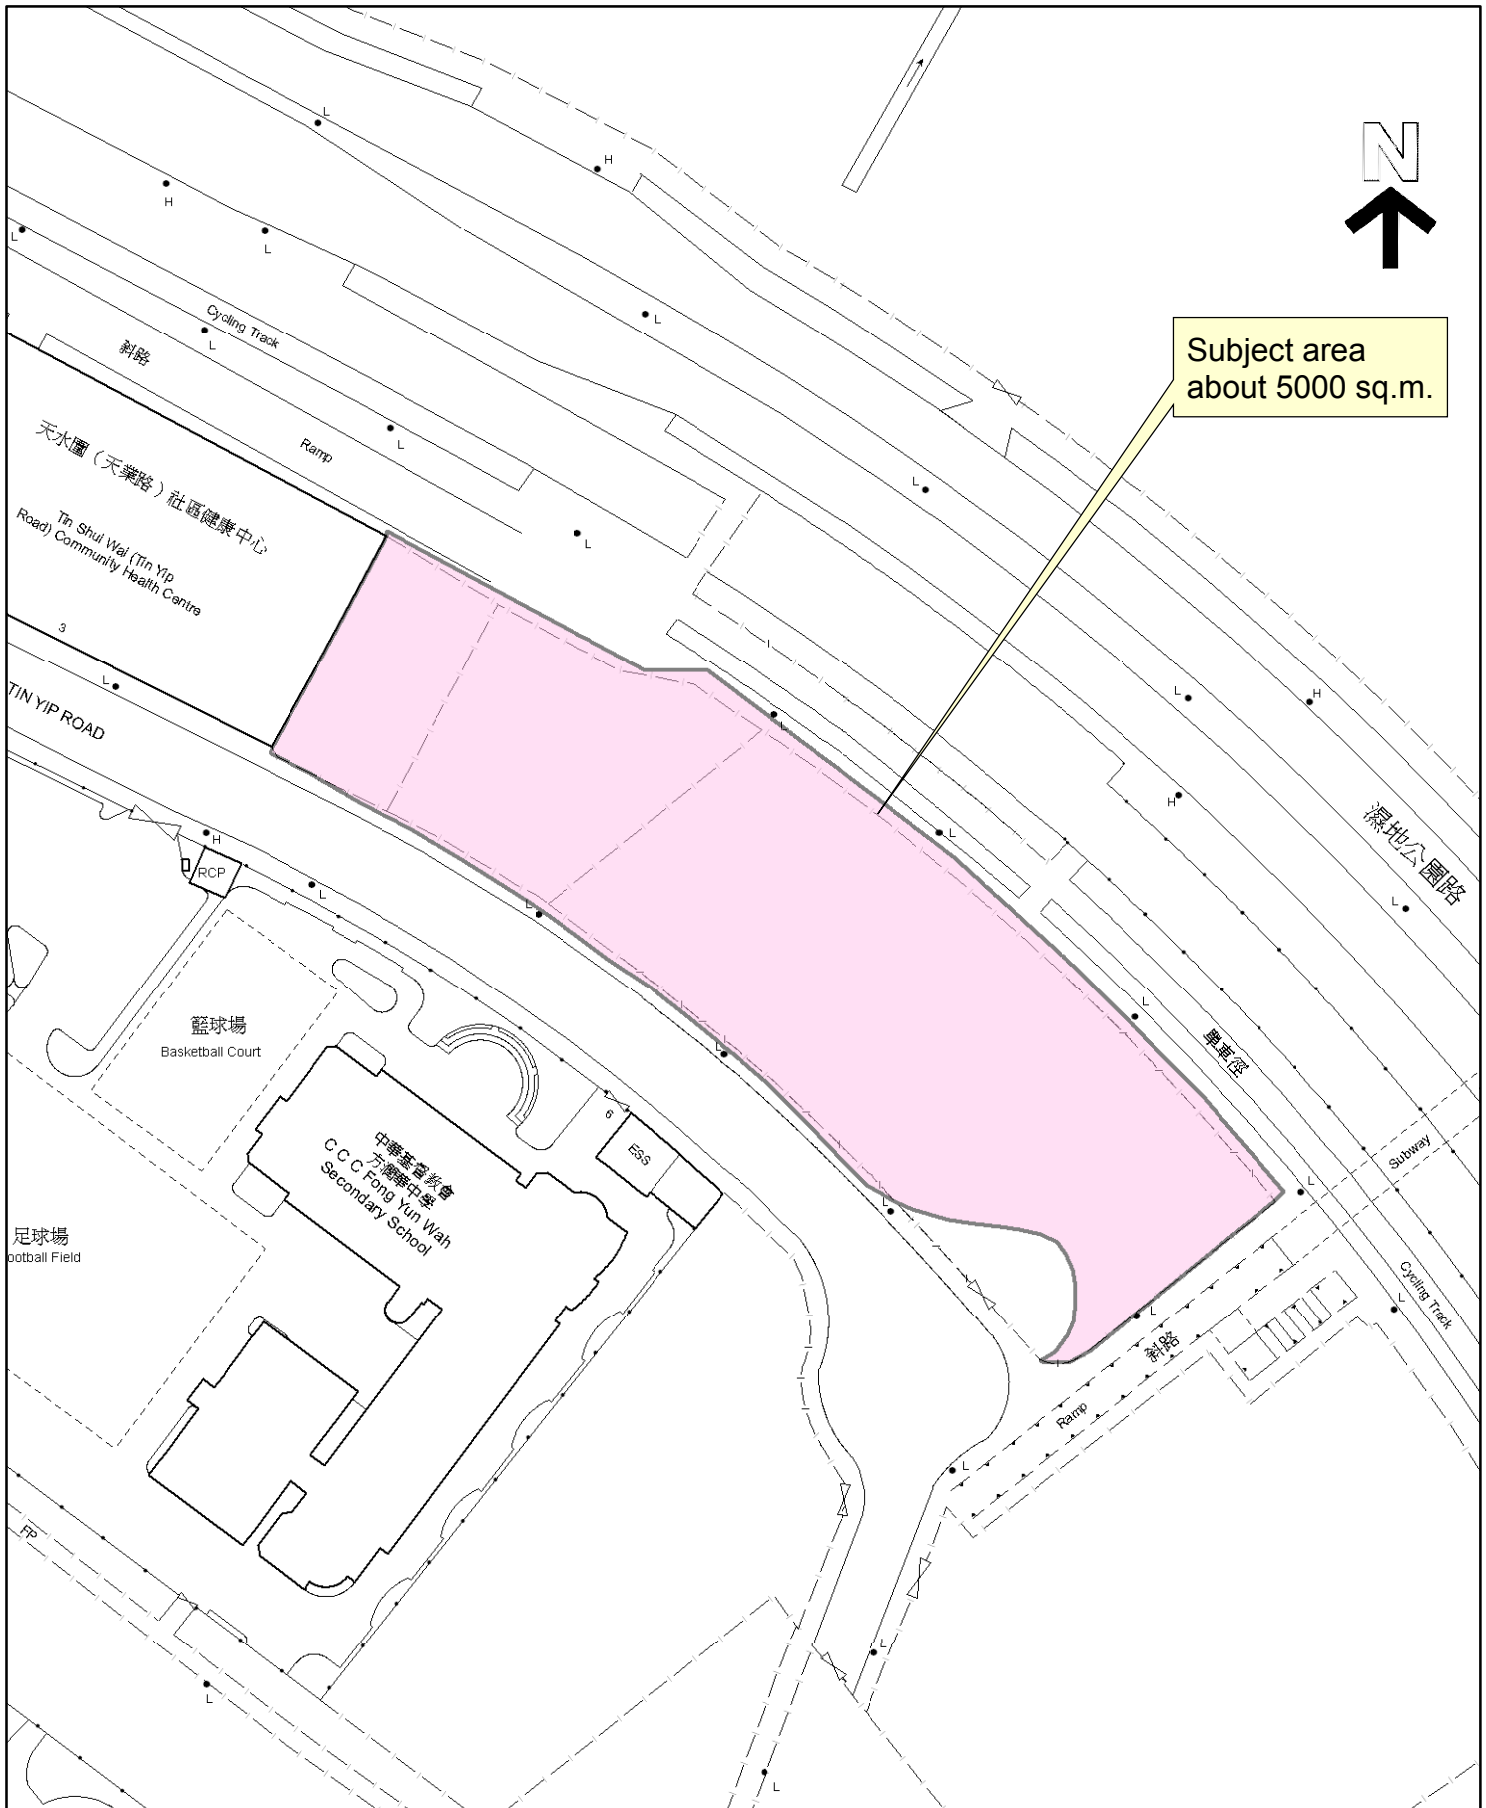 L
H
N
H
L
L
Cycling Track
L
L
斜路
Subject area
about 5000 sq.m.
天水圍（天業路）社區健康中心
Ramp
L
L
Tin Shui Wai (Tin Yip
Road) Community Health Centre
L
3
L
TIN YIP ROAD
L
H
L
H
L
濕地公園路
H
RCP
L
L
L
L
籃球場
Basketball Court
L
單車徑
L
6
ESS
中華基督教會
方潤華中學
C C C Fong Yun Wah
Secondary School
Subway
L
L
足球場
ootball Field
Cycling Track
L
L
斜路
Ramp
L
FP
L
L
L